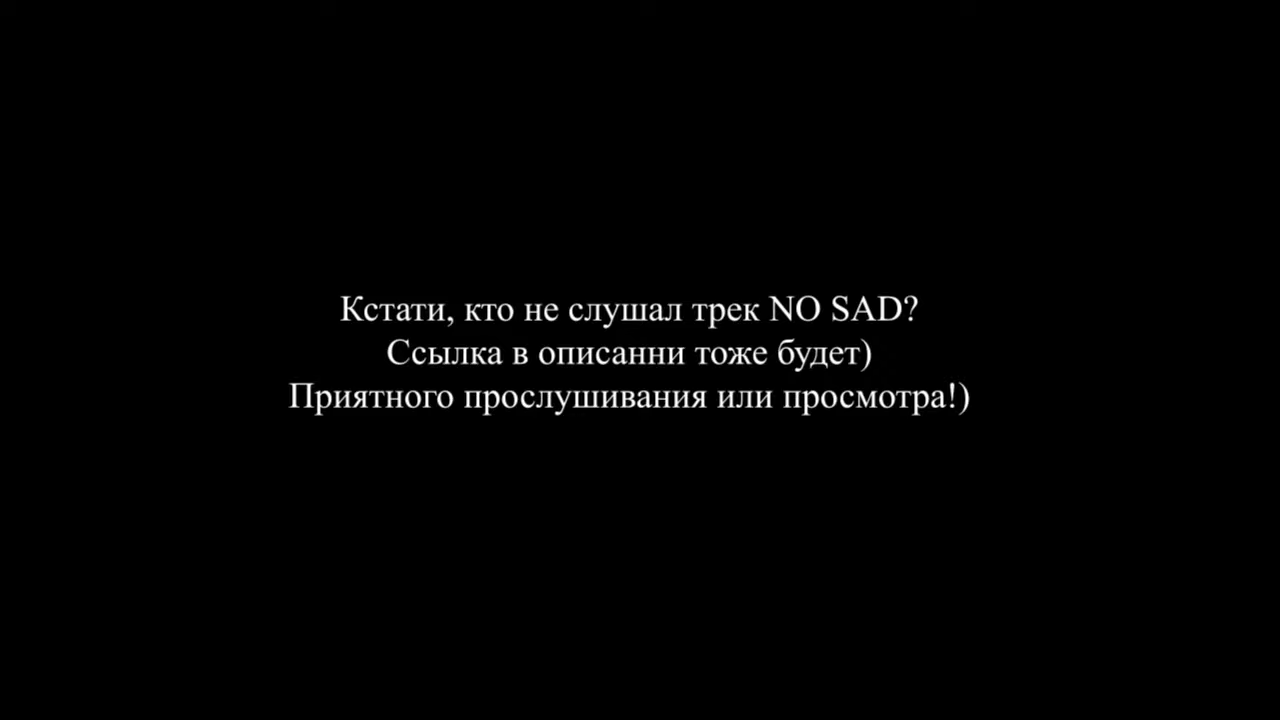 Кстати, кто не слушал трек NO SAD?
Ссылка в описанни тоже будет)
Приятного прослушивания или просмотра!)